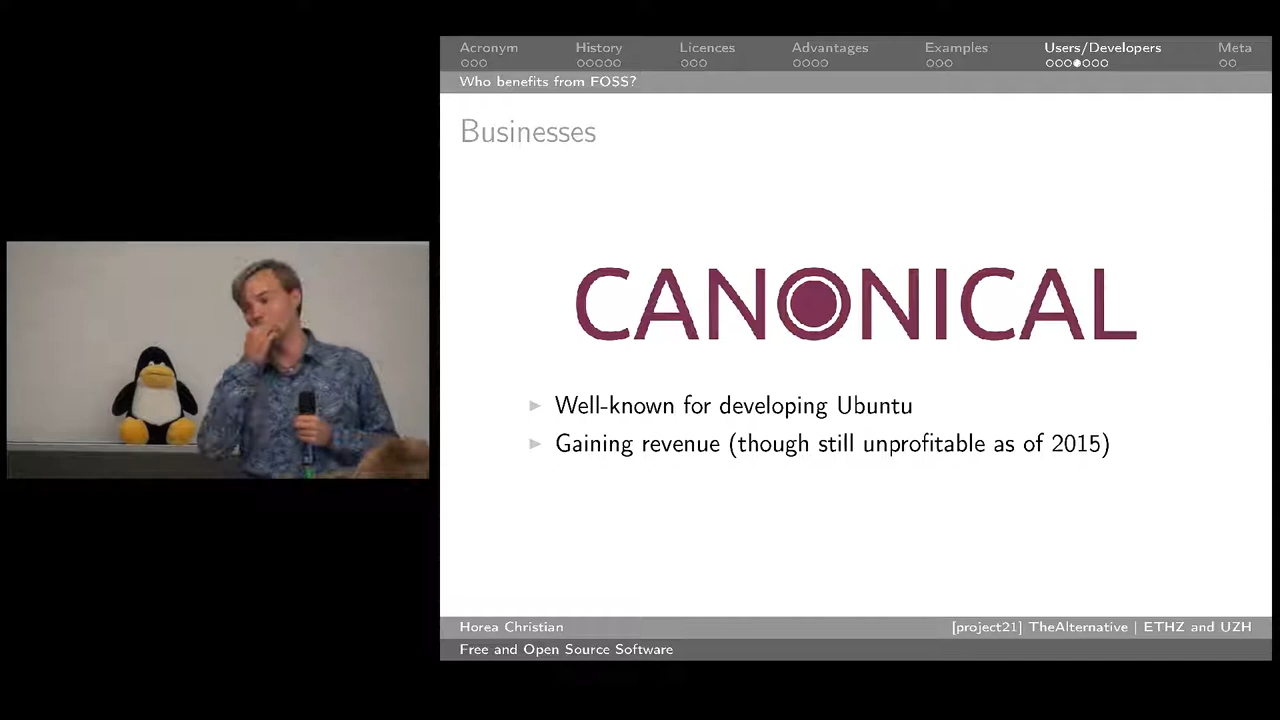 Acronym History Licences Advantages Examples Users/Developers Meta
Who benefits from FOSS?
Businesses
CANONICAL
Well-known for developing Ubuntu
Gaining revenue (though still unprofitable as of 2015)
Horea Christian [project21] TheAlternative | ETHZ and UZH
Free and Open Source Software